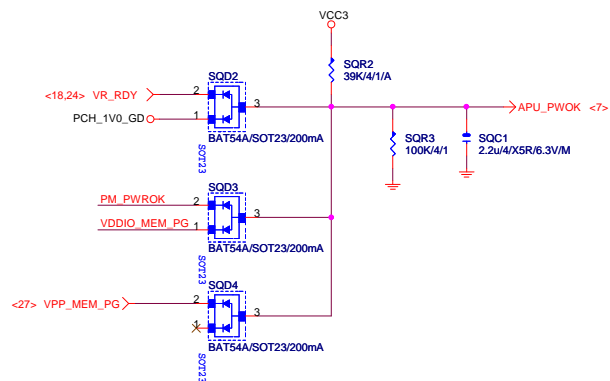 VCC3
SQR2
39K/4/1/A
SQD2
<18,24> VR_RDY
2
3
APU_PWOK <7>
PCH_1V0_GD
1
BAT54A/SOT23/200mA
SOT23
SQR3
100K/4/1
SQC1
2.2u/4/X5R/6.3V/M
SQD3
PM_PWROK
2
3
VDDIO_MEM_PG
1
BAT54A/SOT23/200mA
SOT23
SQD4
<27> VPP_MEM_PG
2
3
1
BAT54A/SOT23/200mA
SOT23